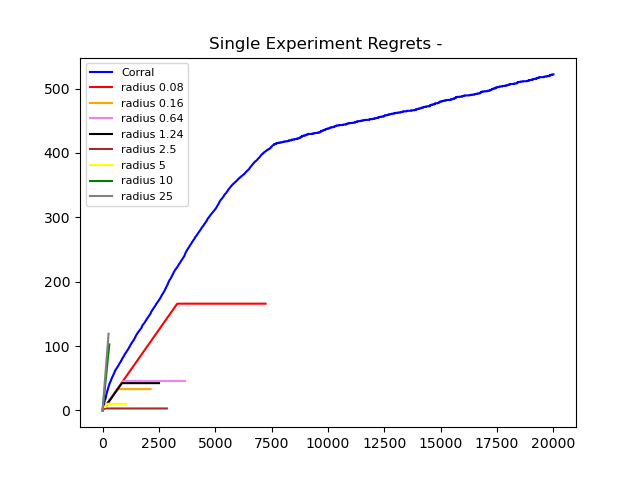 Single Experiment Regrets -
Corral
radius 0.08
radius 0.16
radius 0.64
radius 1.24
radius 2.5
radius 5
radius 10
radius 25
500
400
300
200
100
0
0 2500 5000 7500 10000 12500 15000 17500 20000